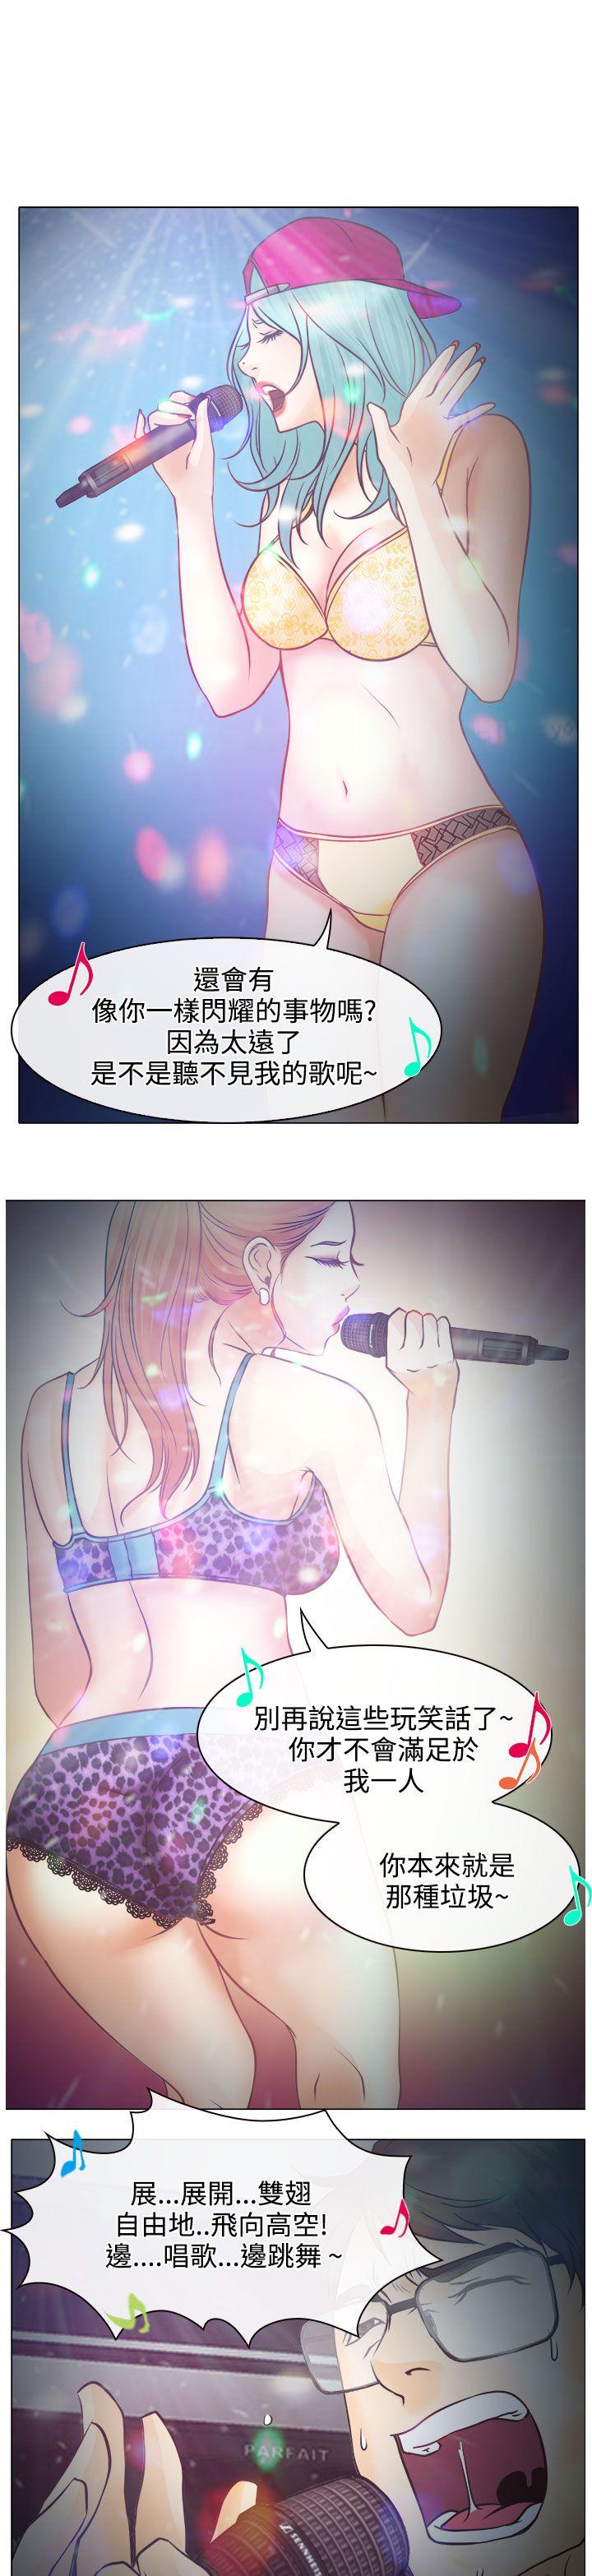 還會有
像你一樣閃耀的事物嗎?
因為太遠了
是不是聽不見我的歌呢~
別再說這些玩笑話了~
你才不會滿足於
我一人
你本來就是
那種垃圾~
展...展開...雙翅
自由地..飛向高空!
邊....唱歌...邊跳舞~
PARFAIT